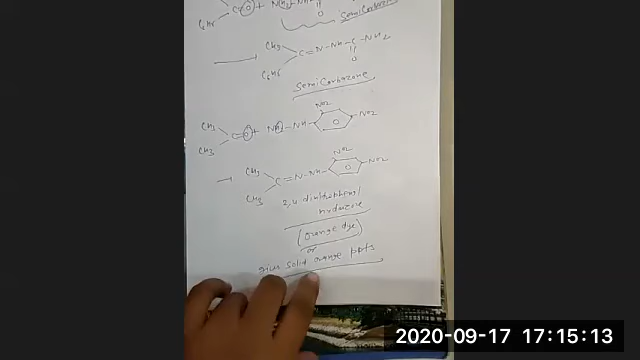 C=O + NH2-NH-
C6H5 O Semicarbazide
CH3
C=N-NH-C-NH2
C6H5 O
Semicarbazone
NO2
CH3 C=O + NH2-NH- O NO2
CH3
NO2
CH3 C=N-NH- O NO2
CH3
2,4 dinitrophenyl
hydrazone
(orange dye)
or
gives solid orange ppts
2020-09-17 17:15:13